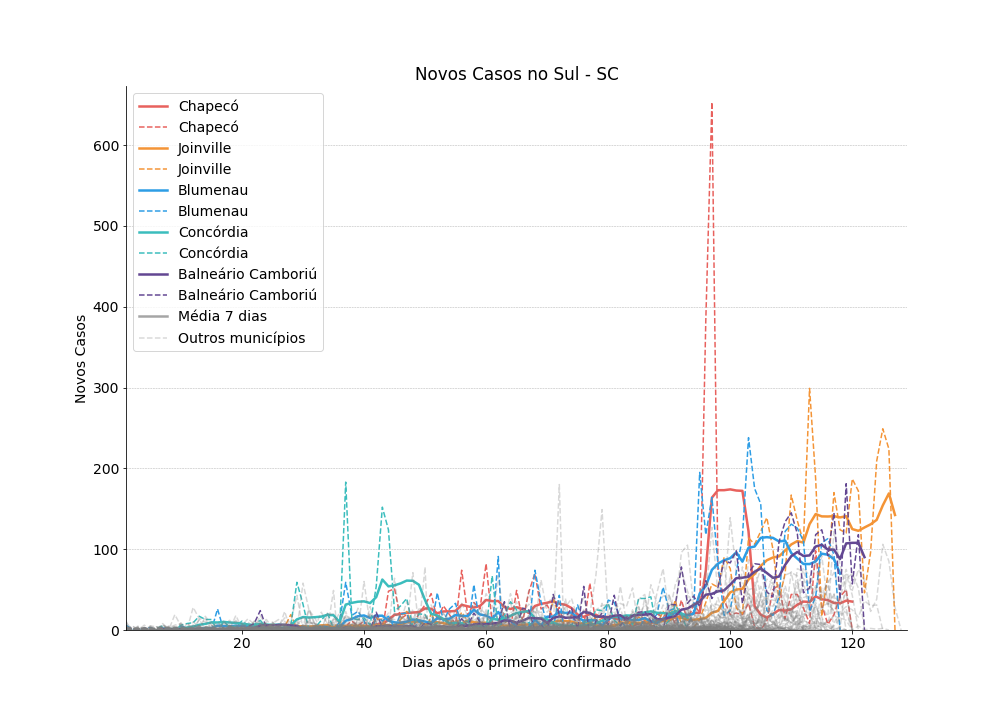 Novos Casos no Sul - SC
Chapecó
Chapecó
Joinville
Joinville
Blumenau
Blumenau
Concórdia
Concórdia
Balneário Camboriú
Balneário Camboriú
Média 7 dias
Outros municípios
Novos Casos
600
500
400
300
200
100
0
20
40
60
80
100
120
Dias após o primeiro confirmado